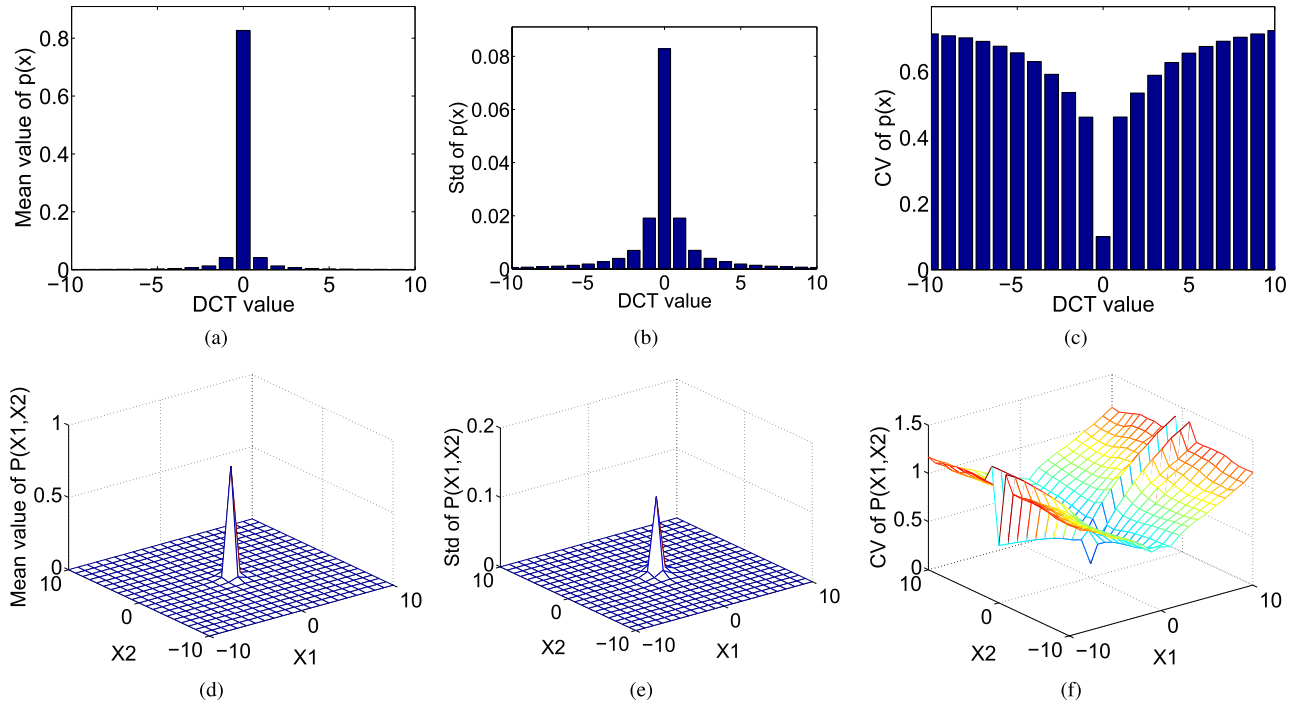 Mean value of p(x)
0.8
0.6
0.4
0.2
0
−10
−5
0
5
10
DCT value
(a)
Std of p(x)
0.08
0.06
0.04
0.02
0
−10
−5
0
5
10
DCT value
(b)
CV of p(x)
0.6
0.4
0.2
0
−10
−5
0
5
10
DCT value
(c)
Mean value of P(X1,X2)
1
0.5
0
10
0
−10
X2
−10
0
10
X1
(d)
Std of P(X1,X2)
0.2
0.1
0
10
0
−10
X2
−10
0
10
X1
(e)
CV of P(X1,X2)
1.5
1
0.5
0
10
0
−10
X2
−10
0
10
X1
(f)